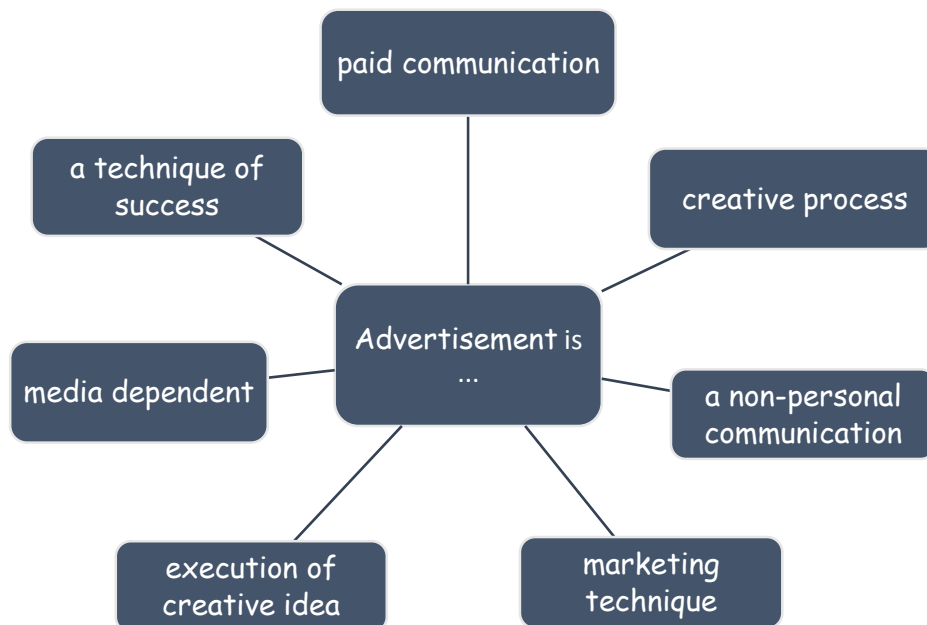 paid communication
a technique of
success
creative process
Advertisement is
...
media dependent
a non-personal
communication
execution of
creative idea
marketing
technique